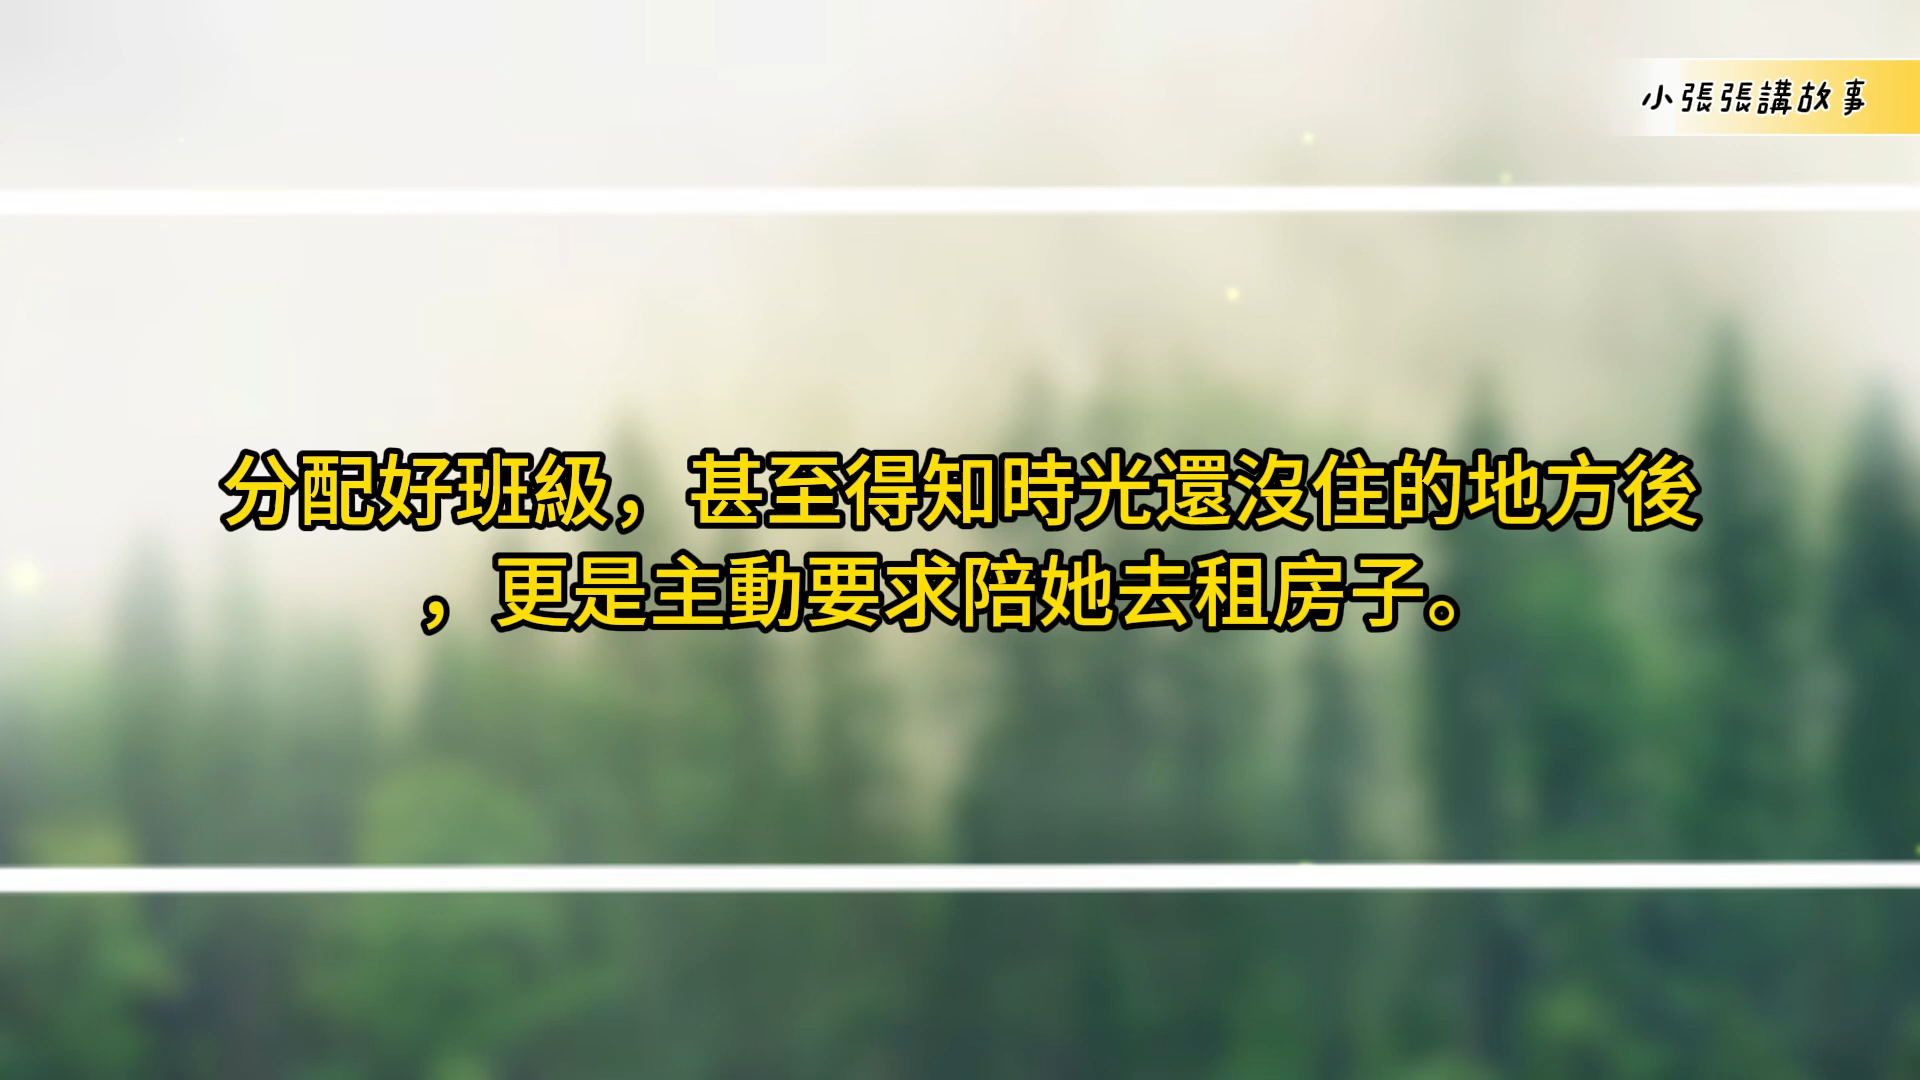 小張張講故事
分配好班級，甚至得知時光還沒住的地方後
，更是主動要求陪她去租房子。